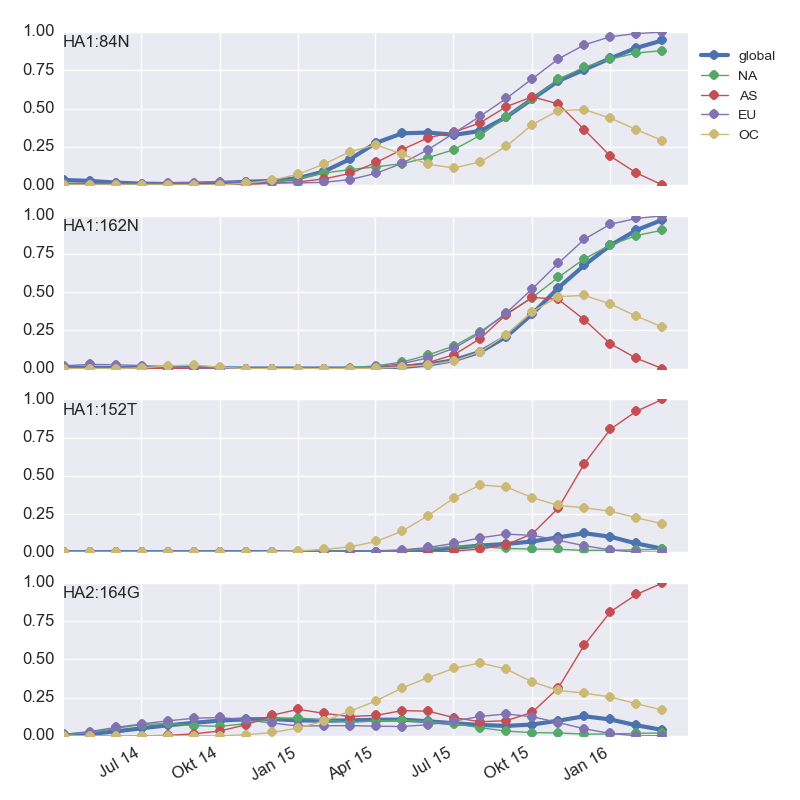 HA1:84N
1.00
0.75
0.50
0.25
0.00
global
NA
AS
EU
OC
HA1:162N
1.00
0.75
0.50
0.25
0.00
HA1:152T
1.00
0.75
0.50
0.25
0.00
HA2:164G
1.00
0.75
0.50
0.25
0.00
Jul 14
Okt 14
Jan 15
Apr 15
Jul 15
Okt 15
Jan 16